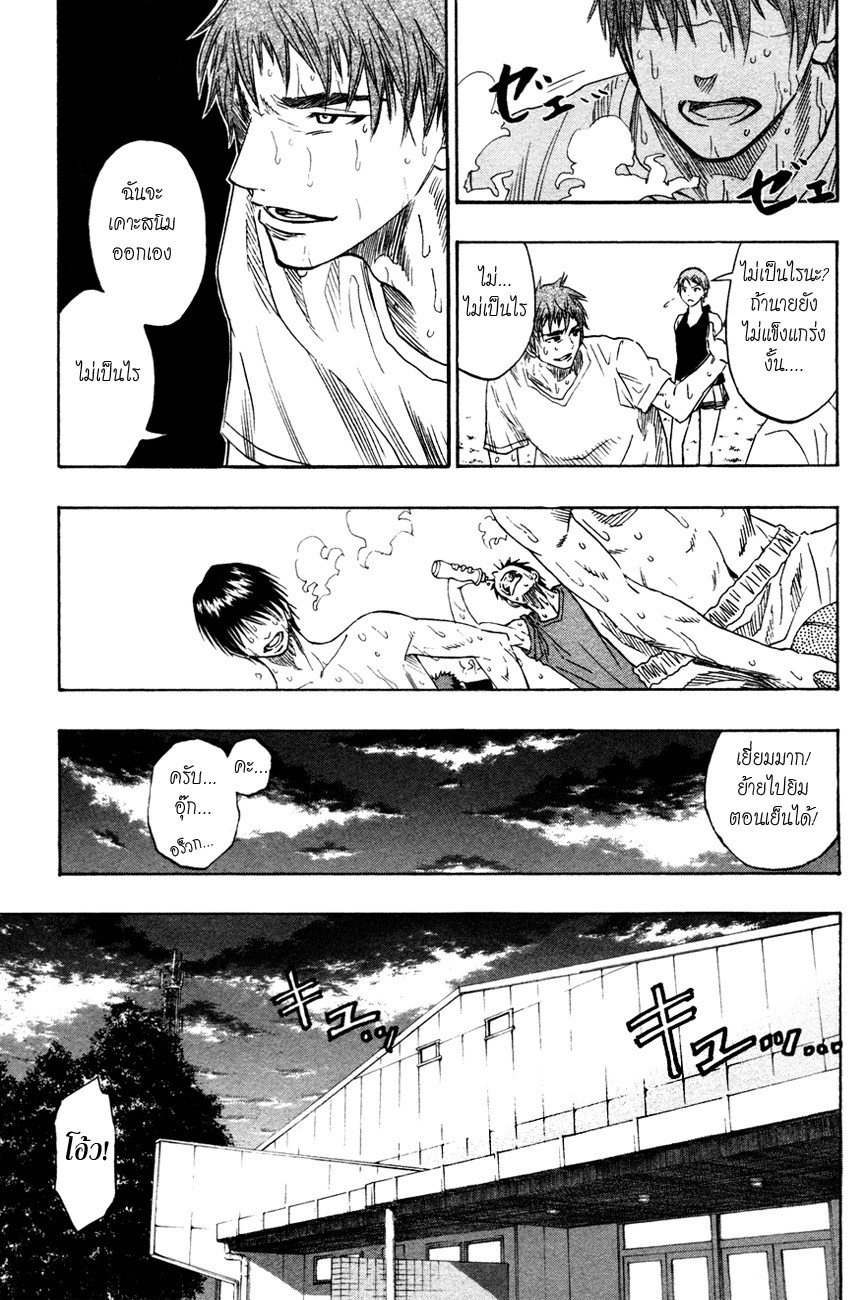 ゼェ
ゼェ
ฉันจะ
เคาะสนิม
ออกเอง
ไม่เป็นไร
ไม่เป็นไรนะ?
ถ้านายยัง
ไม่แข็งแกร่ง
งั้น....
ไม่...
ไม่เป็นไร
เยี่ยมมาก!
ย้ายไปยิม
ตอนเย็นได้!
คะ...
ครับ...
อุ๊ก...
อร็วก...
キュッ
キュッ...
โอ้ว!